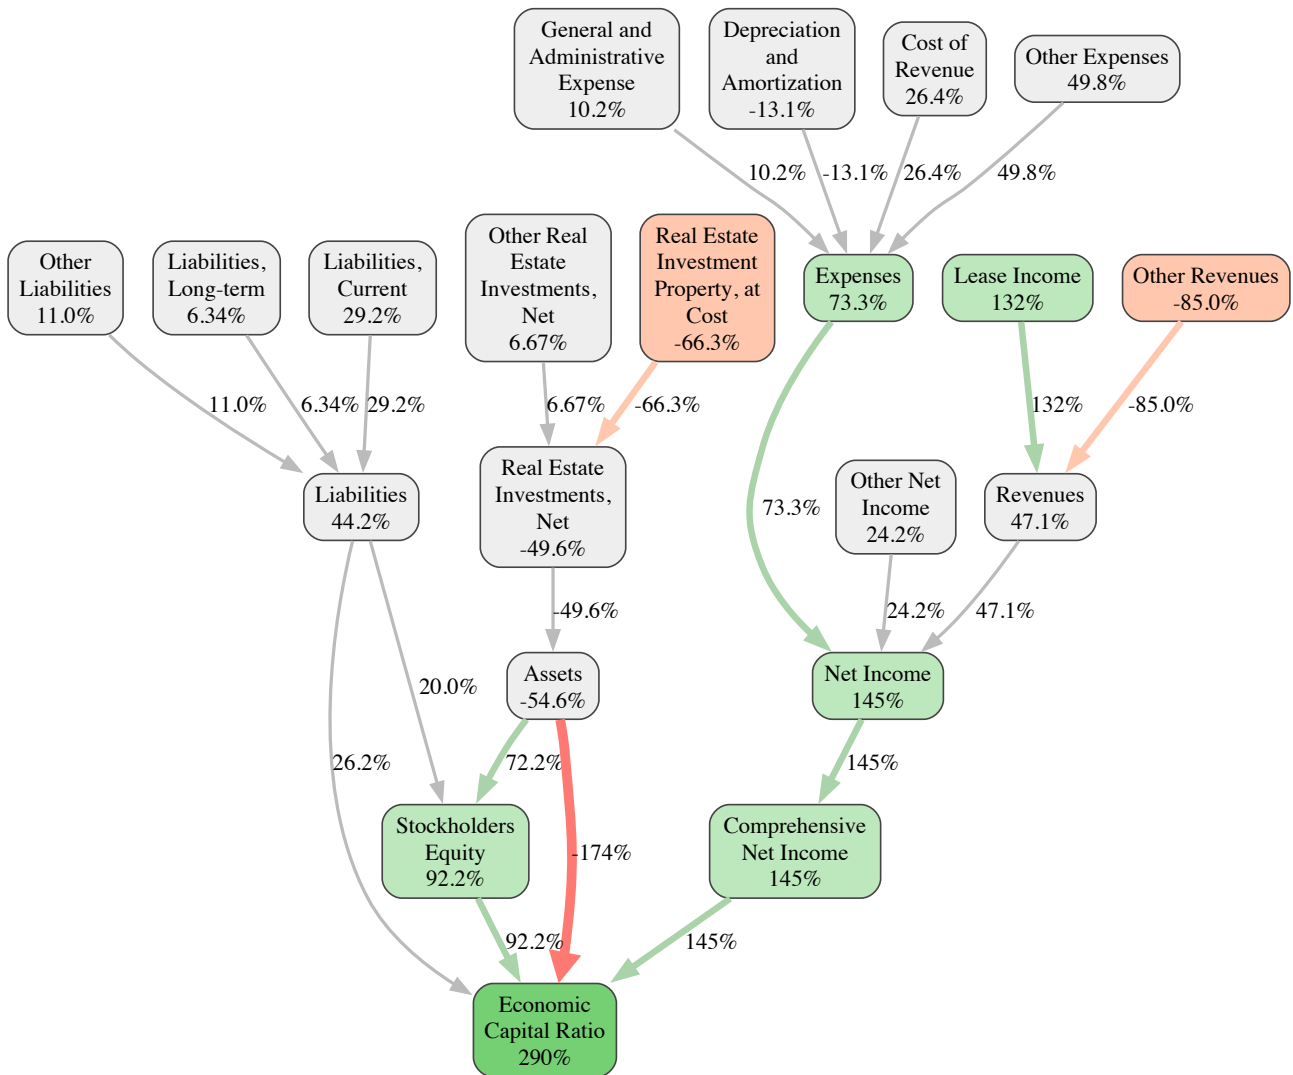 General and
Administrative
Expense
10.2%
Depreciation
and
Amortization
-13.1%
Cost of
Revenue
26.4%
Other Expenses
49.8%
10.2%
-13.1%
26.4%
49.8%
Other
Liabilities
11.0%
Liabilities,
Long-term
6.34%
Liabilities,
Current
29.2%
Other Real
Estate
Investments,
Net
6.67%
Real Estate
Investment
Property, at
Cost
-66.3%
Expenses
73.3%
Lease Income
132%
Other Revenues
-85.0%
11.0%
6.34%
29.2%
6.67%
-66.3%
132%
-85.0%
Liabilities
44.2%
Real Estate
Investments,
Net
-49.6%
73.3%
Other Net
Income
24.2%
Revenues
47.1%
-49.6%
24.2%
47.1%
20.0%
Assets
-54.6%
Net Income
145%
26.2%
72.2%
145%
Stockholders
Equity
92.2%
-174%
Comprehensive
Net Income
145%
92.2%
145%
Economic
Capital Ratio
290%